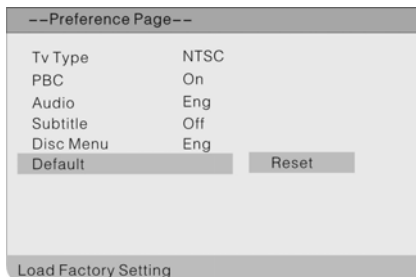 --Preference Page--
Tv Type NTSC
PBC On
Audio Eng
Subtitle Off
Disc Menu Eng
Default Reset
Load Factory Setting